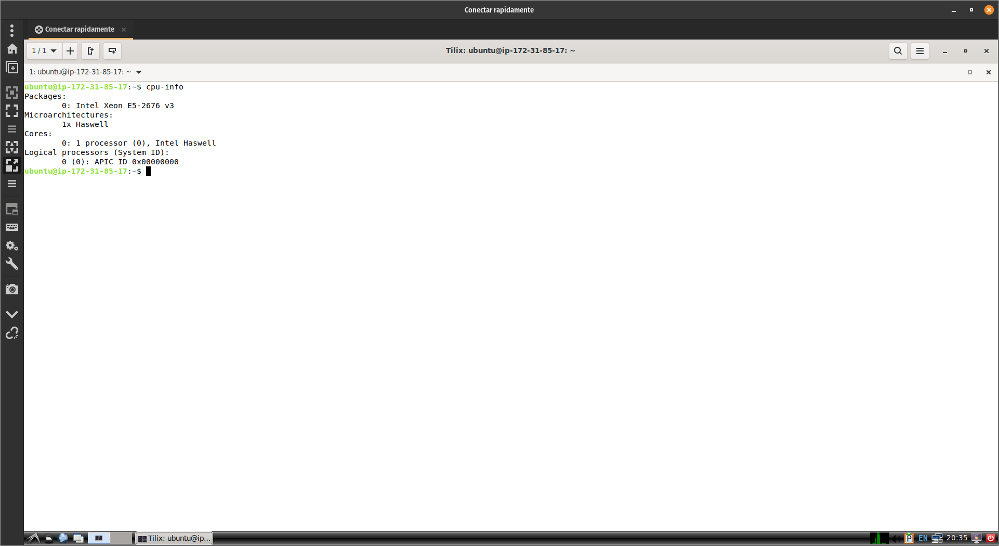 Conectar rapidamente
Conectar rapidamente
1 / 1
Tilix: ubuntu@ip-172-31-85-17: ~
1: ubuntu@ip-172-31-85-17: ~
ubuntu@ip-172-31-85-17:~$ cpu-info
Packages:
0: Intel Xeon E5-2676 v3
Microarchitectures:
1x Haswell
Cores:
0: 1 processor (0), Intel Haswell
Logical processors (System ID):
0 (0): APIC ID 0x00000000
ubuntu@ip-172-31-85-17:~$
Tilix: ubuntu@ip...
P
EN
20:35